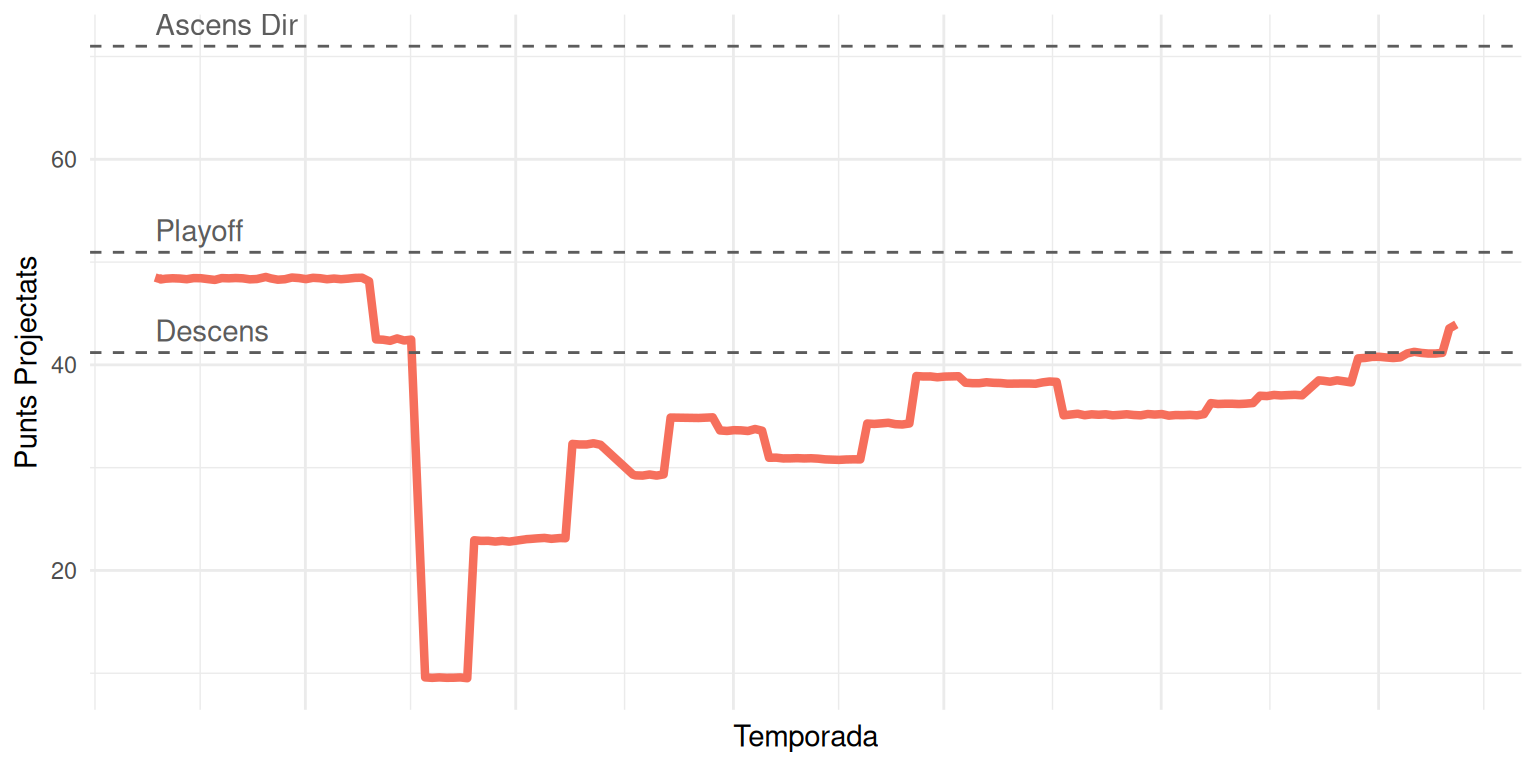 Ascens Dir
60
Playoff
Descens
40
20
Punts Projectats
Temporada